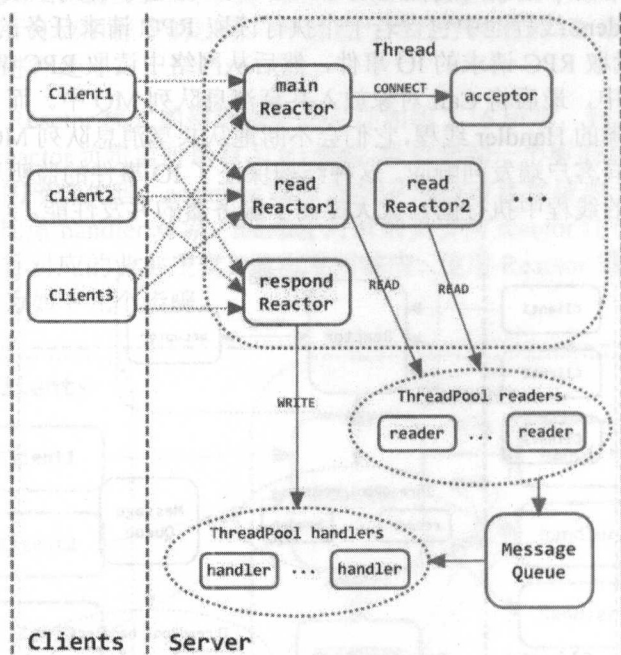 Thread
Client1
main
Reactor
CONNECT
acceptor
Client2
read
Reactor1
read
Reactor2
...
Client3
respond
Reactor
READ
READ
WRITE
ThreadPool readers
reader ... reader
ThreadPool handlers
handler ... handler
Message
Queue
Clients
Server